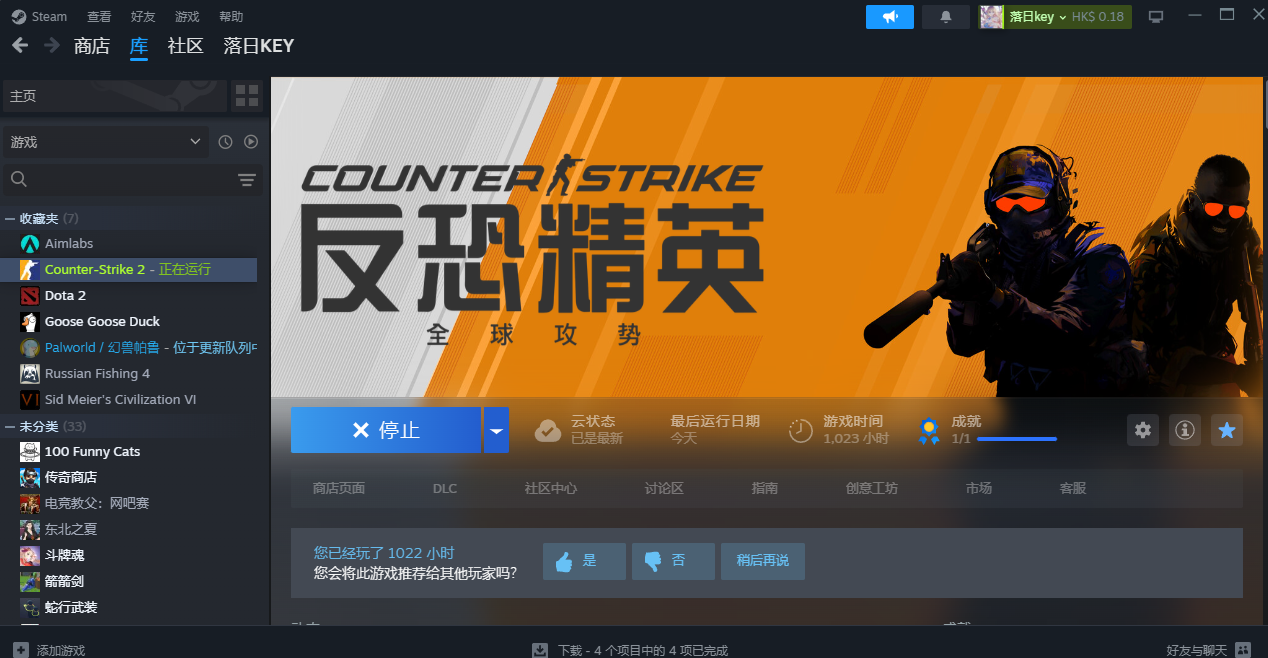 Steam 查看 好友 游戏 帮助
落日key HK$ 0.18
商店 库 社区 落日KEY
主页
游戏
收藏夹 (7)
Aimlabs
Counter-Strike 2 - 正在运行
Dota 2
Goose Goose Duck
Palworld / 幻兽帕鲁 - 位于更新队列
Russian Fishing 4
Sid Meier's Civilization VI
未分类 (33)
100 Funny Cats
传奇商店
电竞教父：网吧赛
东北之夏
斗牌魂
箭箭剑
蛇行武装
COUNTER STRIKE
反恐精英
全球攻势
停止
云状态
已是最新
最后运行日期
今天
游戏时间
1,023 小时
成就
1/1
商店页面 DLC 社区中心 讨论区 指南 创意工坊 市场 客服
您已经玩了 1022 小时
您会将此游戏推荐给其他玩家吗?
是 否 稍后再说
添加游戏
下载 - 4 个项目中的 4 项已完成
好友与聊天